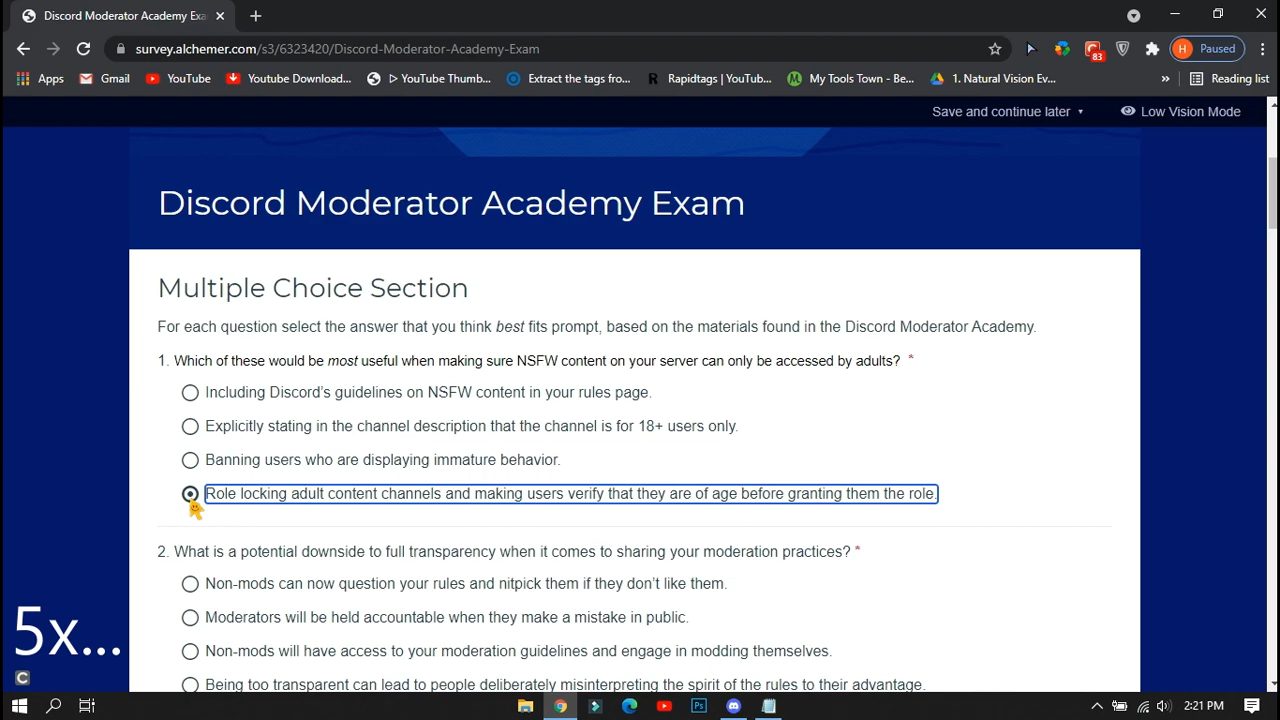 Discord Moderator Academy Exa
survey.alchemer.com/s3/6323420/Discord-Moderator-Academy-Exam
83
H Paused
Apps
Gmail
YouTube
Youtube Download...
▷ YouTube Thumb...
Extract the tags fro...
R Rapidtags | YouTub...
M My Tools Town - Be...
1. Natural Vision Ev...
»
Reading list
Save and continue later
Low Vision Mode
Discord Moderator Academy Exam
Multiple Choice Section
For each question select the answer that you think best fits prompt, based on the materials found in the Discord Moderator Academy.
1. Which of these would be most useful when making sure NSFW content on your server can only be accessed by adults? *
Including Discord's guidelines on NSFW content in your rules page.
Explicitly stating in the channel description that the channel is for 18+ users only.
Banning users who are displaying immature behavior.
Role locking adult content channels and making users verify that they are of age before granting them the role.
2. What is a potential downside to full transparency when it comes to sharing your moderation practices? *
Non-mods can now question your rules and nitpick them if they don't like them.
Moderators will be held accountable when they make a mistake in public.
Non-mods will have access to your moderation guidelines and engage in modding themselves.
Being too transparent can lead to people deliberately misinterpreting the spirit of the rules to their advantage.
5x...
C
Ps
2:21 PM